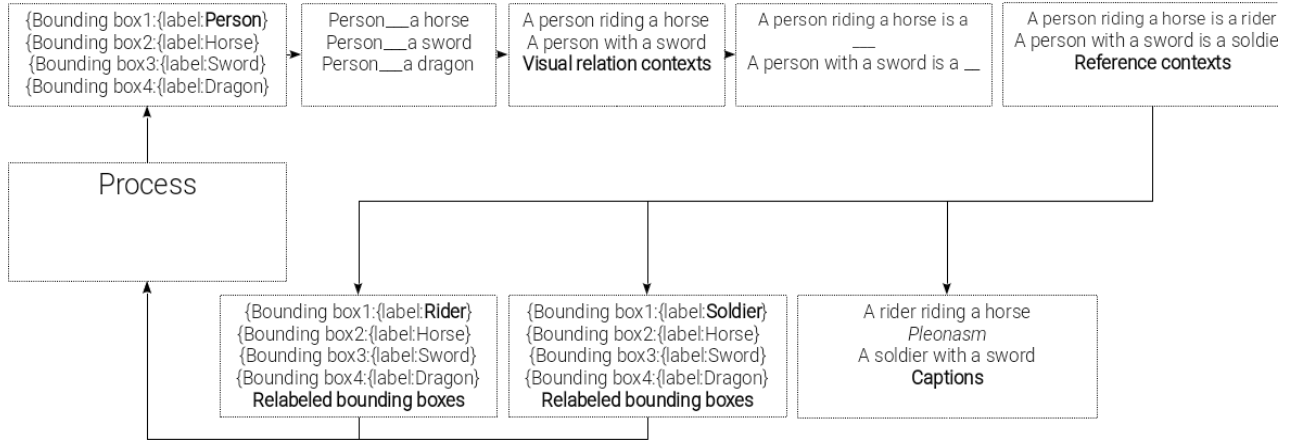 {Bounding box1:{label:Person}
{Bounding box2:{label:Horse}
{Bounding box3:{label:Sword}
{Bounding box4:{label:Dragon}
Person___a horse
Person___a sword
Person___a dragon
A person riding a horse
A person with a sword
Visual relation contexts
A person riding a horse is a
___
A person with a sword is a __
A person riding a horse is a rider
A person with a sword is a soldie
Reference contexts
Process
{Bounding box1:{label:Rider}
{Bounding box2:{label:Horse}
{Bounding box3:{label:Sword}
{Bounding box4:{label:Dragon}
Relabeled bounding boxes
{Bounding box1:{label:Soldier}
{Bounding box2:{label:Horse}
{Bounding box3:{label:Sword}
{Bounding box4:{label:Dragon}
Relabeled bounding boxes
A rider riding a horse
Pleonasm
A soldier with a sword
Captions